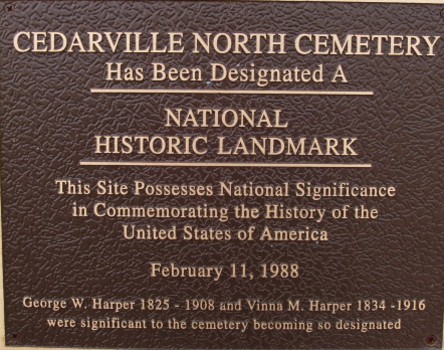 CEDARVILLE NORTH CEMETERY
Has Been Designated A
NATIONAL
HISTORIC LANDMARK
This Site Possesses National Significance
in Commemorating the History of the
United States of America
February 11, 1988
George W. Harper 1825 - 1908 and Vinna M. Harper 1834 -1916
were significant to the cemetery becoming so designated